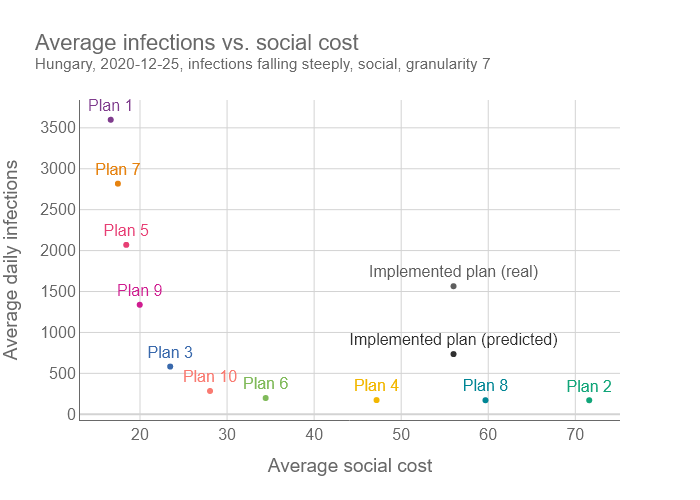 Average infections vs. social cost
Hungary, 2020-12-25, infections falling steeply, social, granularity 7
Average daily infections
3500
3000
2500
2000
1500
1000
500
0
Plan 1
Plan 7
Plan 5
Implemented plan (real)
Plan 9
Implemented plan (predicted)
Plan 3
Plan 10
Plan 6
Plan 4
Plan 8
Plan 2
20 30 40 50 60 70
Average social cost